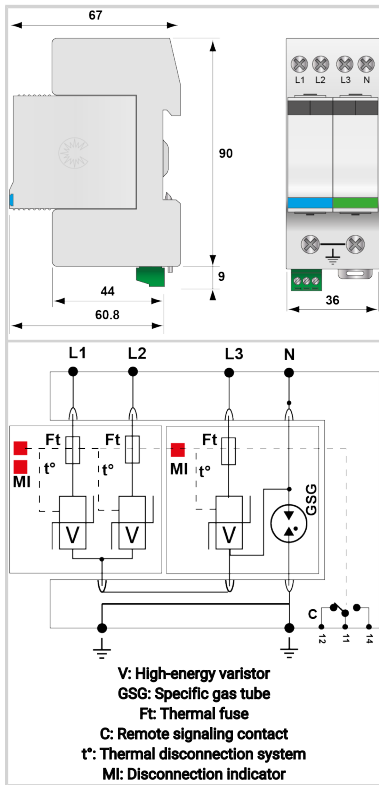 67
L1 L2 L3 N
90
9
44
60.8
36
L1 L2 L3 N
Ft Ft Ft
MI t° t° MI t° GSG
V V V
C
12 11 14
V: High-energy varistor
GSG: Specific gas tube
Ft: Thermal fuse
C: Remote signaling contact
t°: Thermal disconnection system
MI: Disconnection indicator